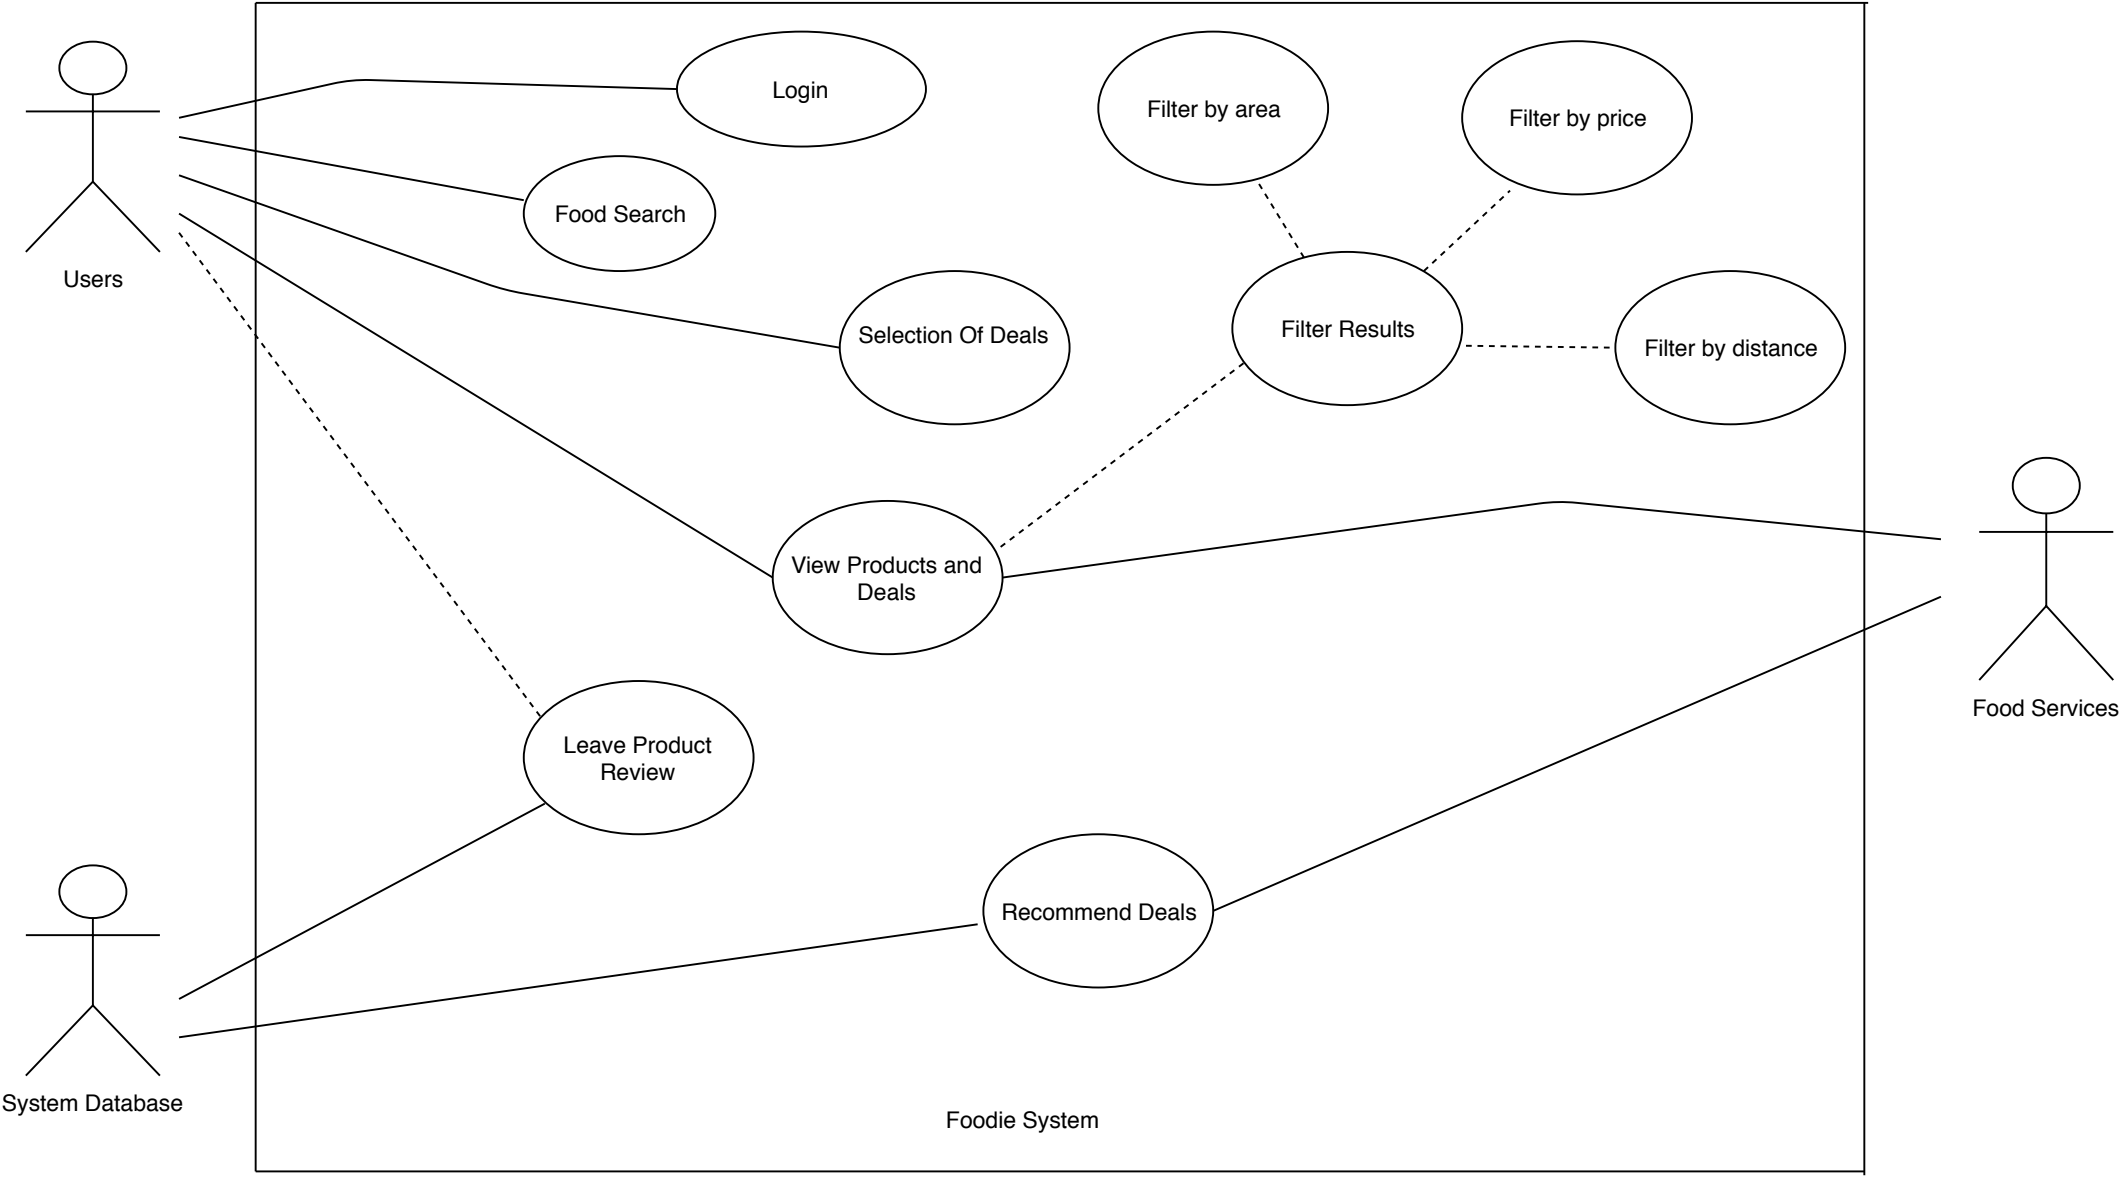 Login
Filter by area
Filter by price
Food Search
Users
Selection Of Deals
Filter Results
Filter by distance
View Products and
Deals
Food Services
Leave Product
Review
Recommend Deals
System Database
Foodie System